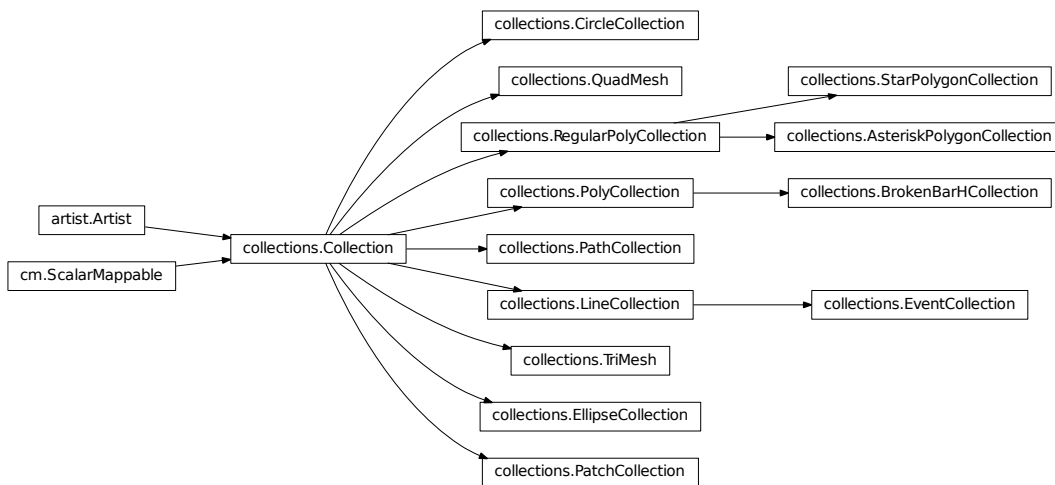 collections.CircleCollection
collections.QuadMesh
collections.StarPolygonCollection
collections.RegularPolyCollection
collections.AsteriskPolygonCollection
collections.PolyCollection
collections.BrokenBarHCollection
artist.Artist
collections.Collection
collections.PathCollection
cm.ScalarMappable
collections.LineCollection
collections.EventCollection
collections.TriMesh
collections.EllipseCollection
collections.PatchCollection